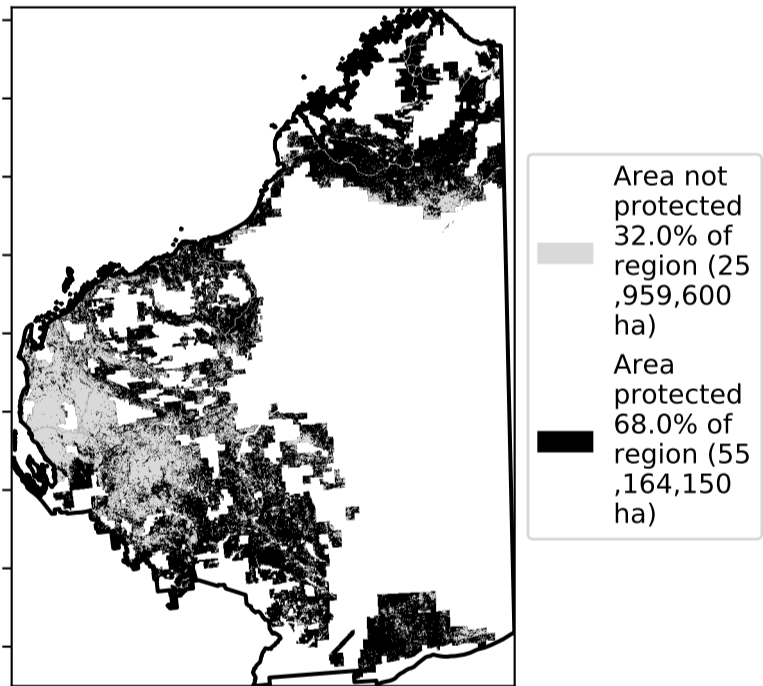 Area not
protected
32.0% of
region (25
,959,600
ha)
Area
protected
68.0% of
region (55
,164,150
ha)